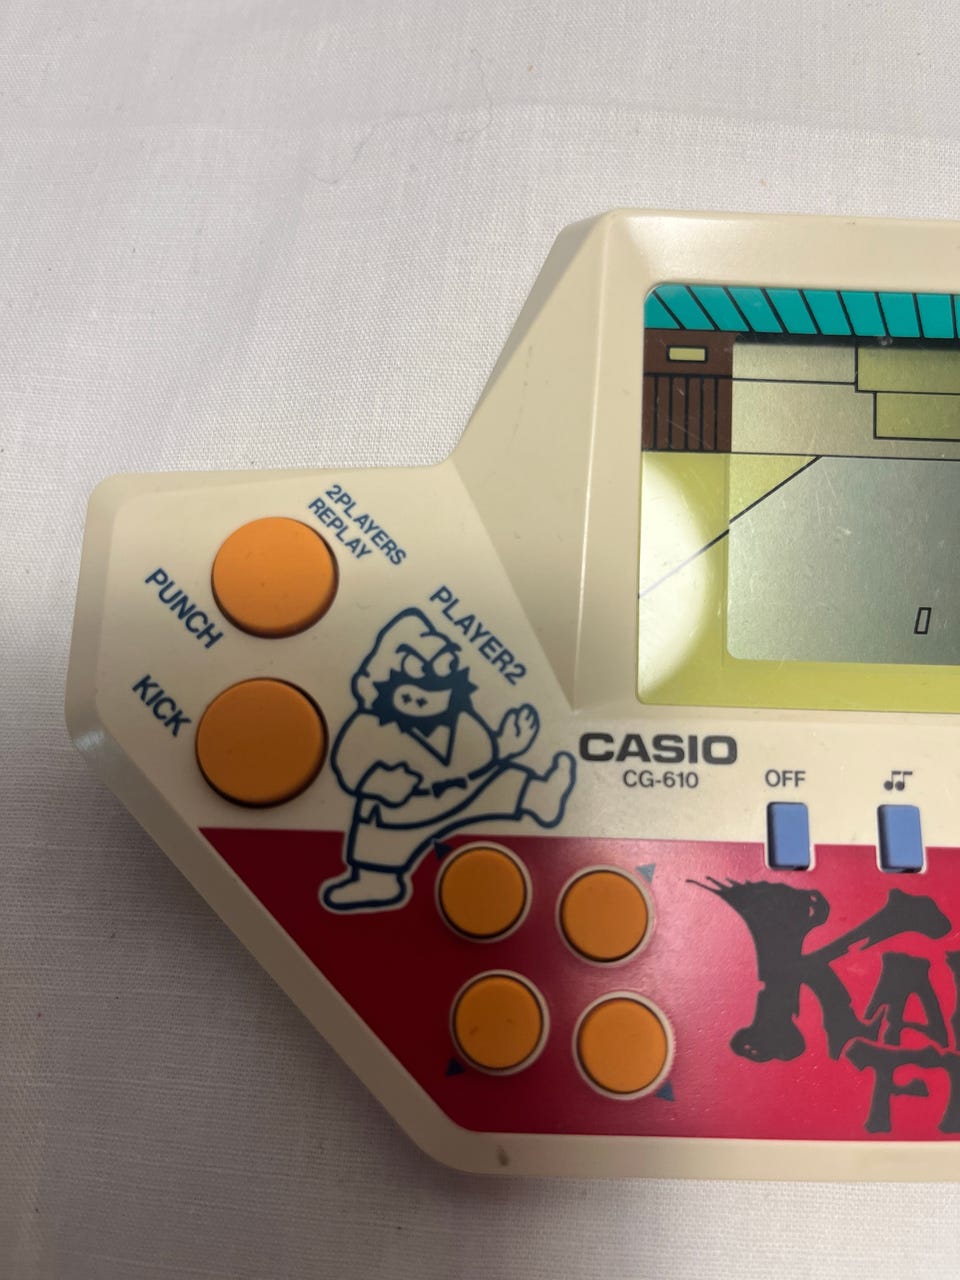 2PLAYERS
REPLAY
PUNCH
PLAYER2
KICK
CASIO
CG-610
OFF